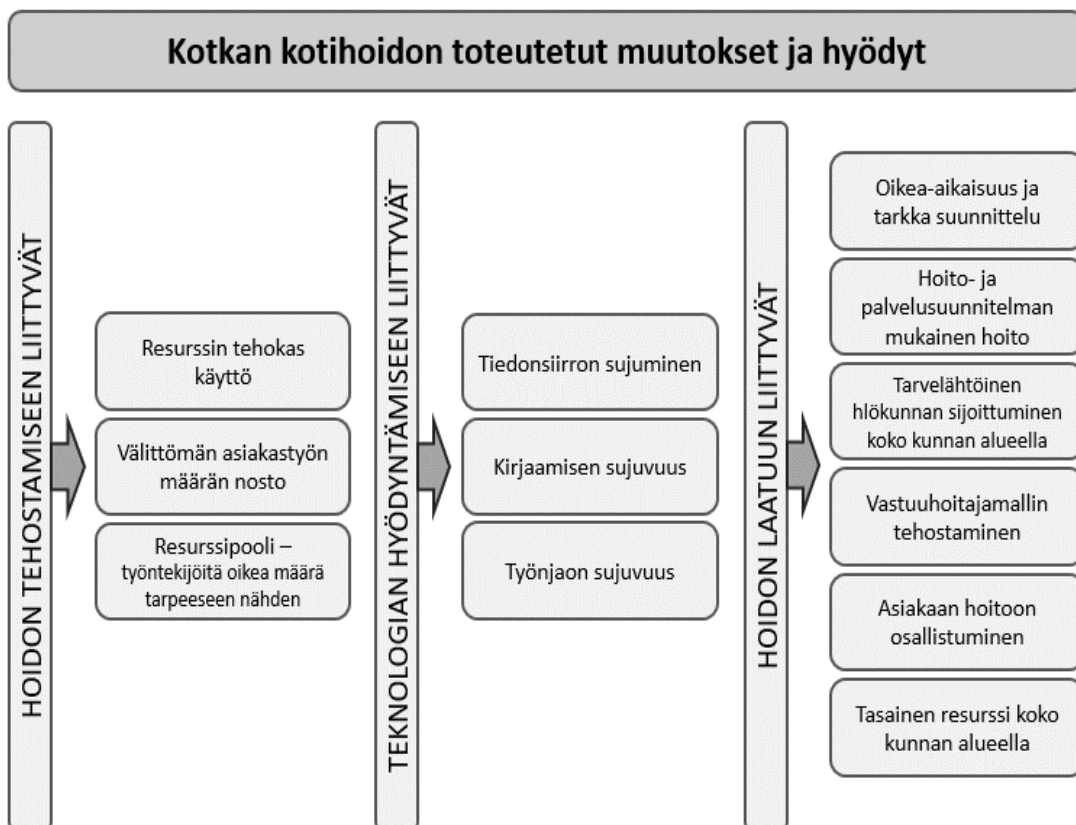 Kotkan kotihoidon toteutetut muutokset ja hyödyt
HOIDON TEHOSTAMISEEN LIITTYVÄT
Resurssin tehokas
käyttö
Välittömän asiakastyön
määrän nosto
Resurssipooli –
työntekijöitä oikea määrä
tarpeeseen nähden
TEKNOLOGIAN HYÖDYNTÄMISEEN LIITTYVÄT
Tiedonsiirron sujuminen
Kirjaamisen sujuvuus
Työnjaon sujuvuus
HOIDON LAATUUN LIITTYVÄT
Oikea-aikaisuus ja
tarkka suunnittelu
Hoito- ja
palvelusuunnitelman
mukainen hoito
Tarvelähtöinen
hlökunnan sijoittuminen
koko kunnan alueella
Vastuuhoitajamallin
tehostaminen
Asiakaan hoitoon
osallistuminen
Tasainen resurssi koko
kunnan alueella